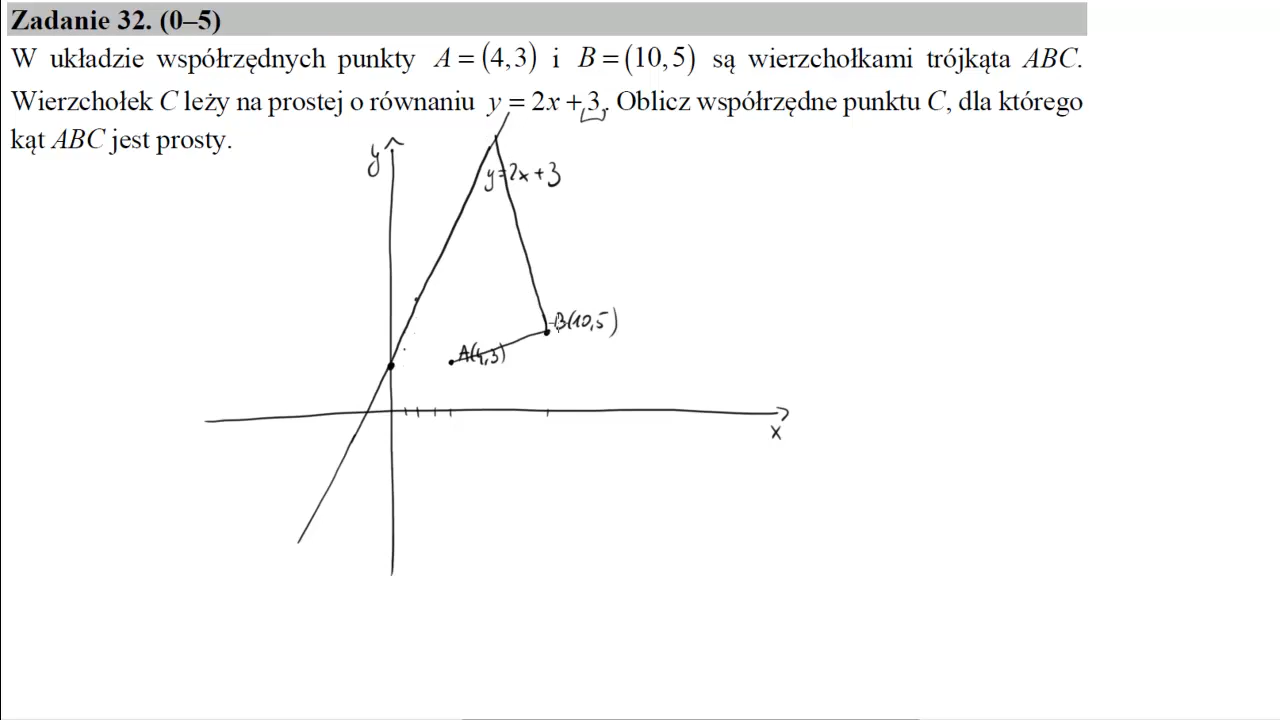 Zadanie 32. (0–5)
W układzie współrzędnych punkty A = (4,3) i B = (10,5) są wierzchołkami trójkąta ABC.
Wierzchołek C leży na prostej o równaniu y = 2x + 3. Oblicz współrzędne punktu C, dla którego
kąt ABC jest prosty.
y
y=2x+3
B(10,5)
A(4,3)
x